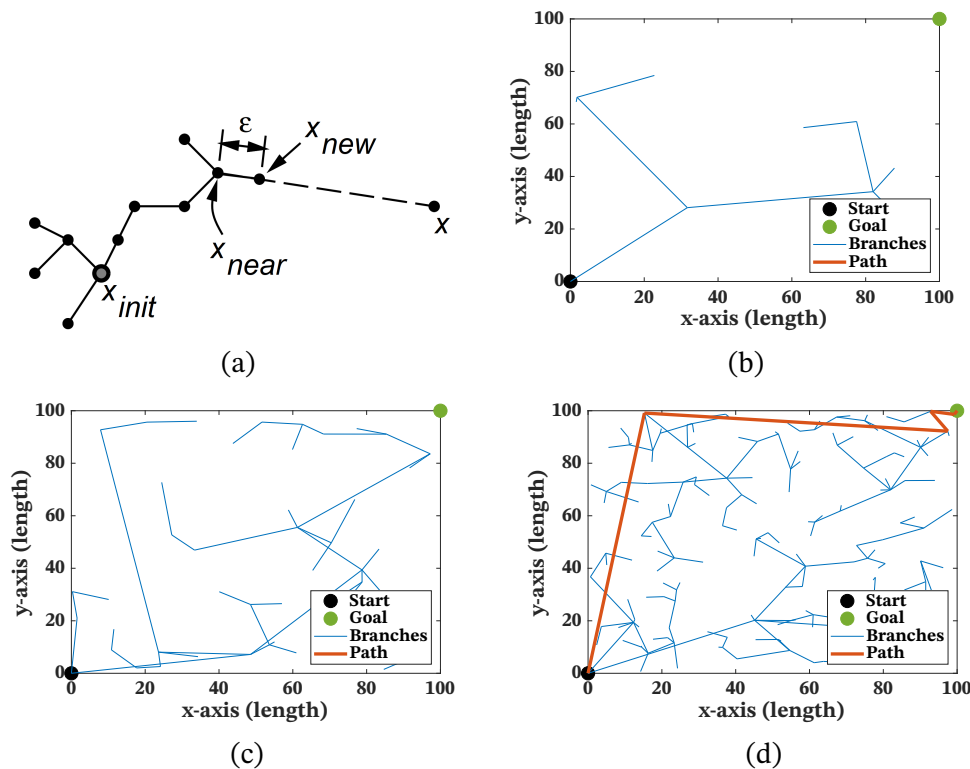 ε
x new
x
x near
x init
(a)
100
80
60
40
20
0
0 20 40 60 80 100
y-axis (length)
x-axis (length)
Start
Goal
Branches
Path
(b)
100
80
60
40
20
0
0 20 40 60 80 100
y-axis (length)
x-axis (length)
Start
Goal
Branches
Path
(c)
100
80
60
40
20
0
0 20 40 60 80 100
y-axis (length)
x-axis (length)
Start
Goal
Branches
Path
(d)